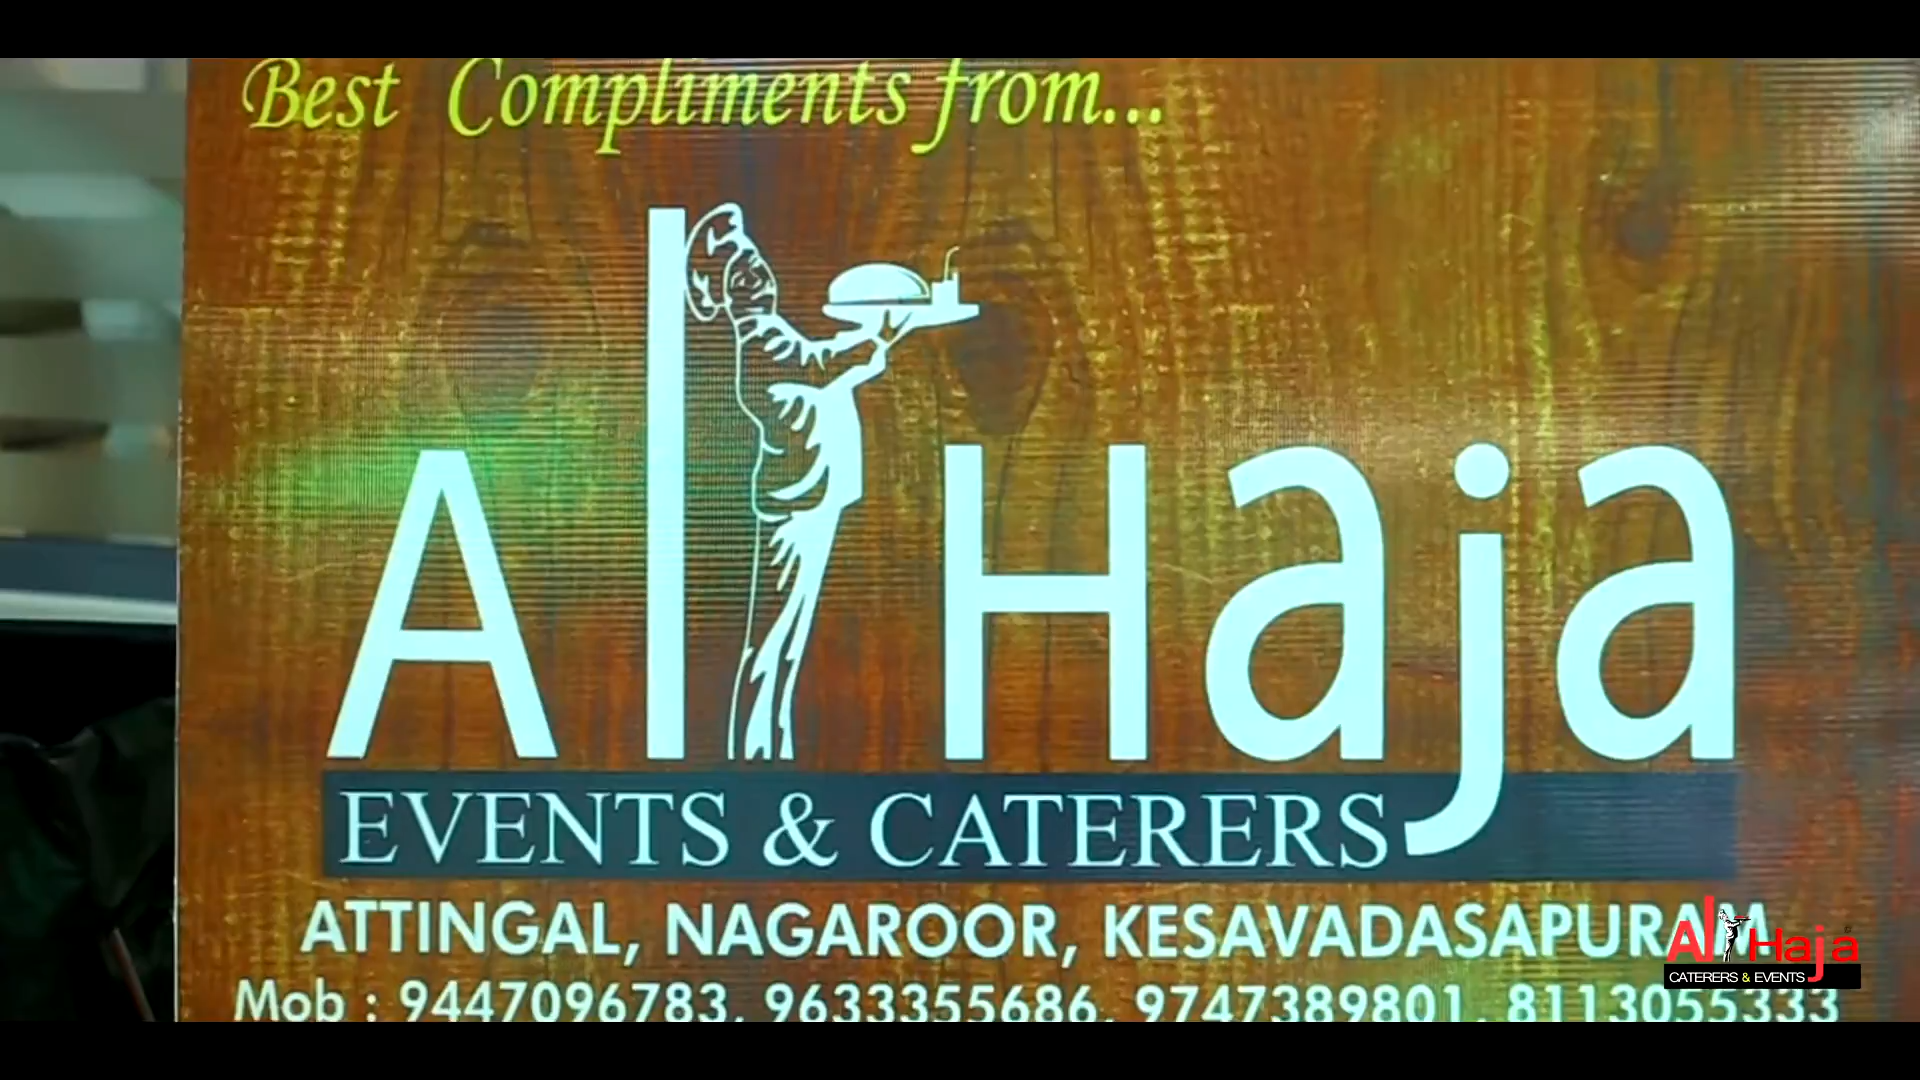 Best Compliments from...
Al Haja
EVENTS & CATERERS
ATTINGAL, NAGAROOR, KESAVADASAPURAM
Mob : 9447096783, 9633355686, 9747389801, 8113055333
Al Haja
CATERERS & EVENTS